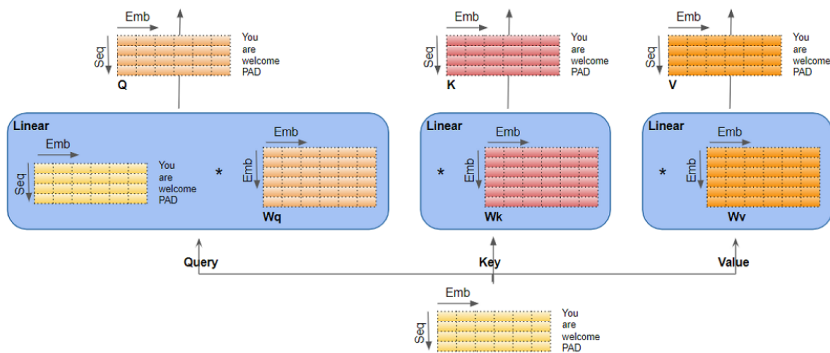 Emb
Seq
You
are
welcome
PAD
Q
Emb
Seq
You
are
welcome
PAD
K
Emb
Seq
You
are
welcome
PAD
V
Linear
Emb
Seq
You
are
welcome
PAD
*
Emb
Emb
Wq
Linear
*
Emb
Emb
Wk
Linear
*
Emb
Emb
Wv
Query
Key
Value
Emb
Seq
You
are
welcome
PAD